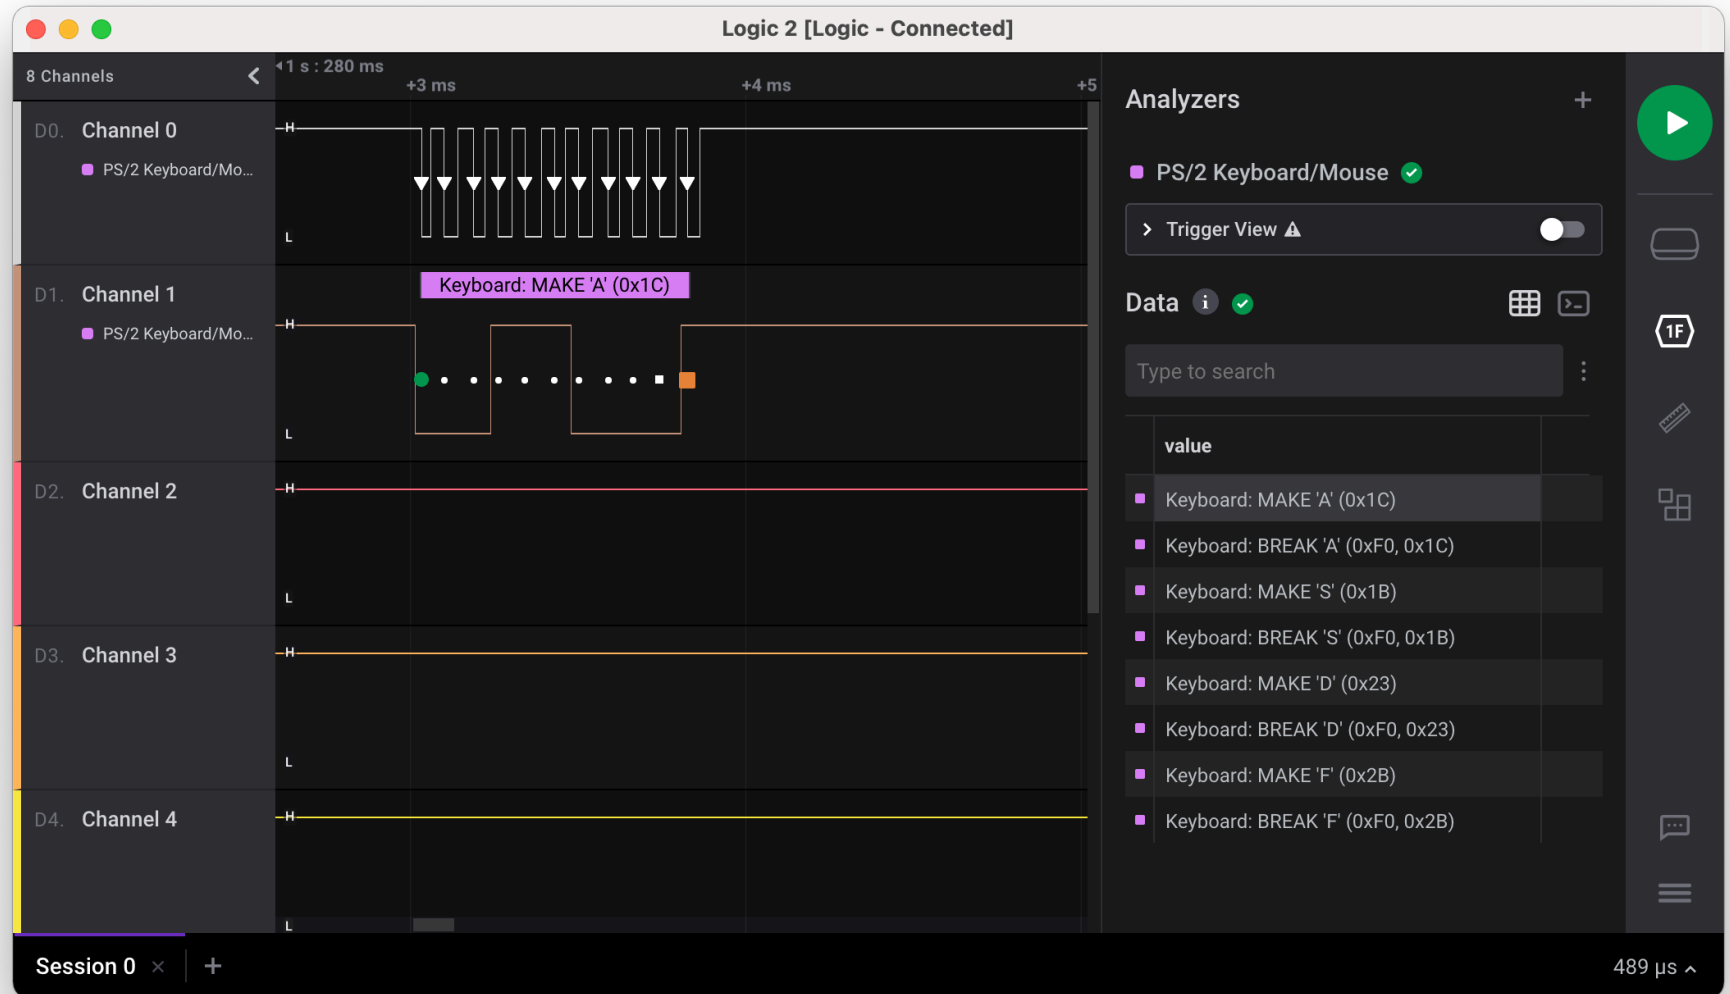 Logic 2 [Logic - Connected]
8 Channels
1 s : 280 ms
+3 ms
+4 ms
+5
D0. Channel 0
PS/2 Keyboard/Mo...
H
L
D1. Channel 1
PS/2 Keyboard/Mo...
Keyboard: MAKE 'A' (0x1C)
H
L
D2. Channel 2
H
L
D3. Channel 3
H
L
D4. Channel 4
H
L
Analyzers
PS/2 Keyboard/Mouse
Trigger View
Data
Type to search
value
Keyboard: MAKE 'A' (0x1C)
Keyboard: BREAK 'A' (0xF0, 0x1C)
Keyboard: MAKE 'S' (0x1B)
Keyboard: BREAK 'S' (0xF0, 0x1B)
Keyboard: MAKE 'D' (0x23)
Keyboard: BREAK 'D' (0xF0, 0x23)
Keyboard: MAKE 'F' (0x2B)
Keyboard: BREAK 'F' (0xF0, 0x2B)
1F
Session 0
489 µs